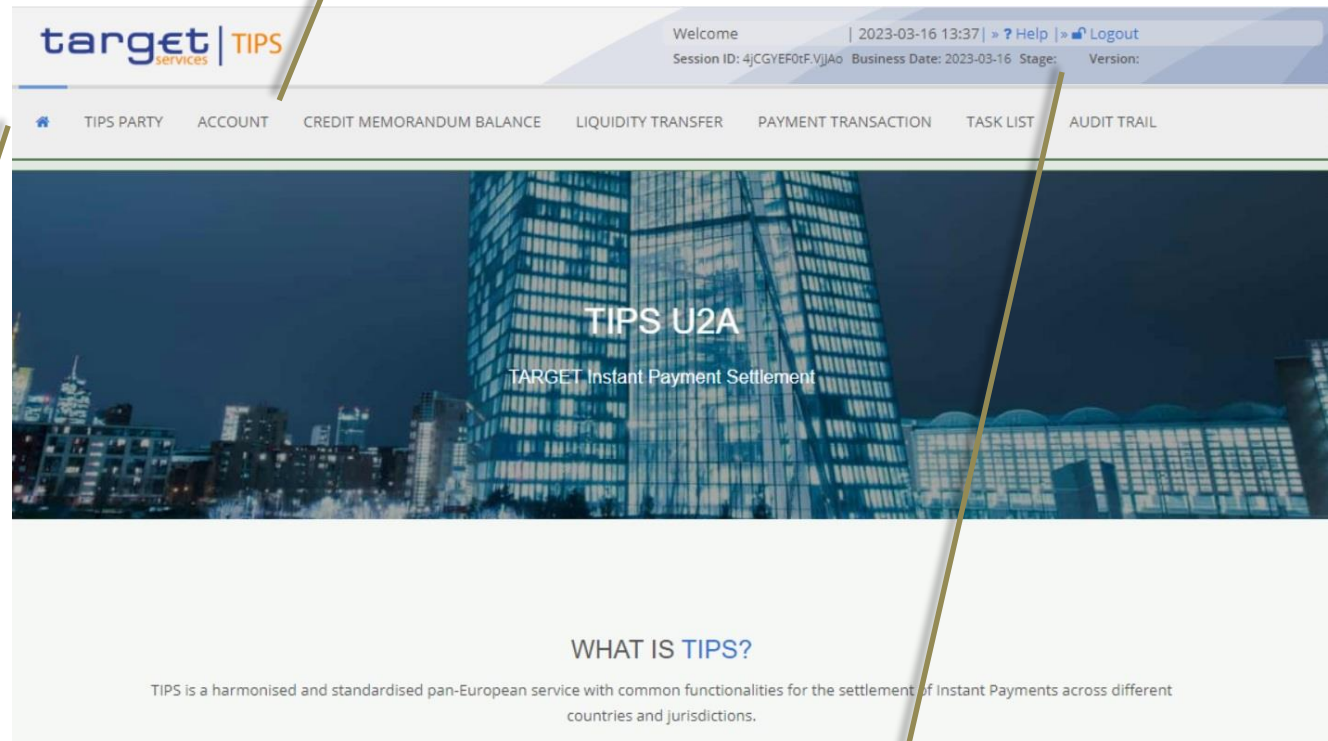 target | TIPS
services
Welcome | 2023-03-16 13:37 | » ? Help | » Logout
Session ID: 4jCGYEF0tF.VjJAo Business Date: 2023-03-16 Stage: Version:
TIPS PARTY ACCOUNT CREDIT MEMORANDUM BALANCE LIQUIDITY TRANSFER PAYMENT TRANSACTION TASK LIST AUDIT TRAIL
TIPS U2A
TARGET Instant Payment Settlement
WHAT IS TIPS?
TIPS is a harmonised and standardised pan-European service with common functionalities for the settlement of Instant Payments across different
countries and jurisdictions.